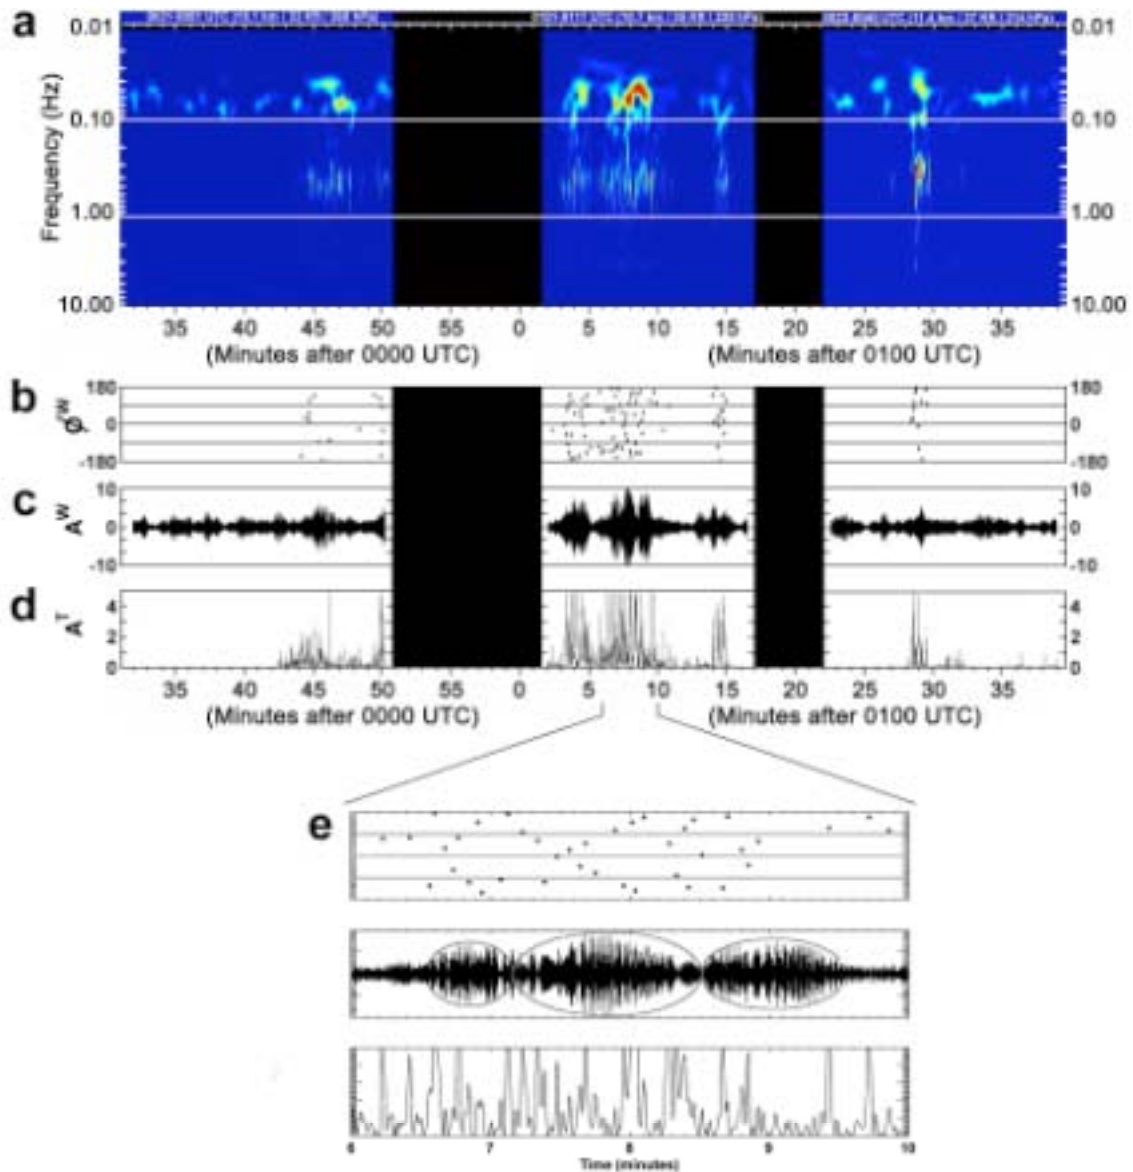 a
0.01 0.01
0.10 0.10
1.00 1.00
10.00 10.00
Frequency (Hz)
35 40 45 50 55 0 5 10 15 20 25 30 35
(Minutes after 0000 UTC) (Minutes after 0100 UTC)
b
180 180
0 0
-180 -180
c
10 10
0 0
-10 -10
A^W
d
4 4
2 2
0 0
A^T
35 40 45 50 55 0 5 10 15 20 25 30 35
(Minutes after 0000 UTC) (Minutes after 0100 UTC)
e
6 7 8 9 10
Time (minutes)